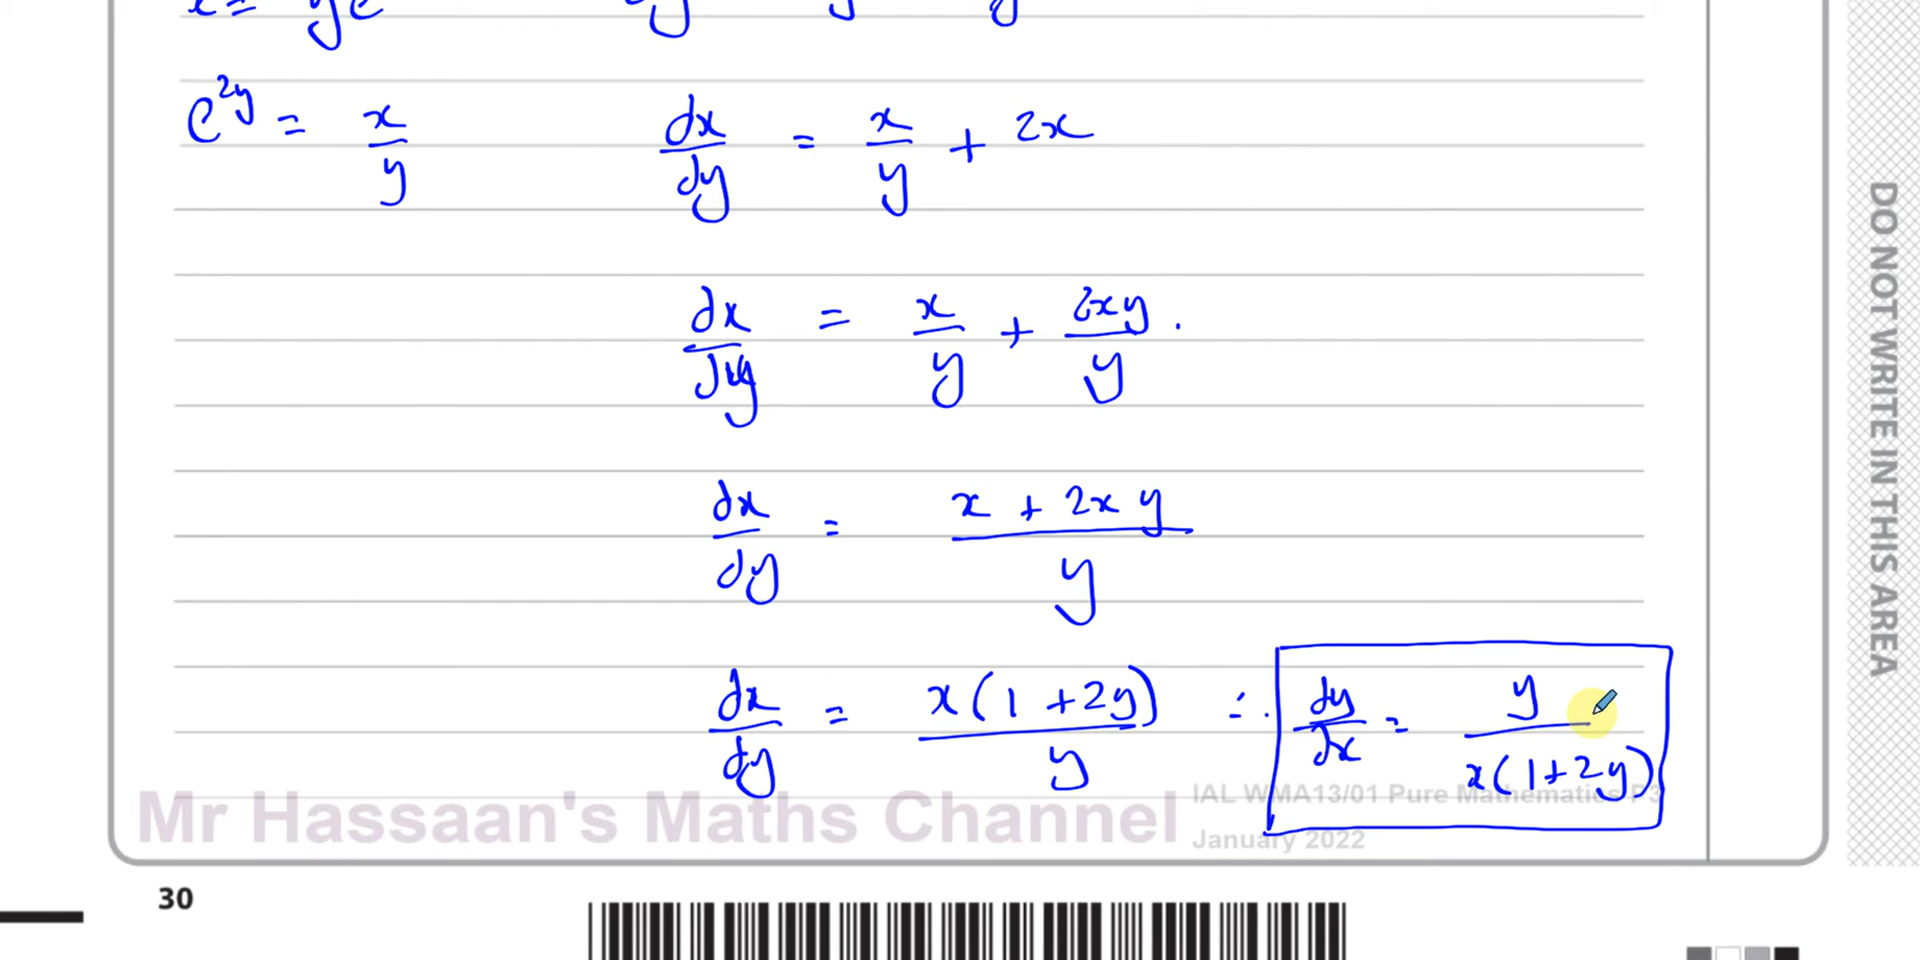 x = ye
e^{2y} = x/y    dx/dy = x/y + 2x
dx/dy = x/y + 2xy/y .
dx/dy = (x + 2xy)/y
dx/dy = x(1 + 2y)/y ∴ dy/dx = y/(x(1+2y))
Mr Hassaan's Maths Channel
IAL WMA13/01 Pure Mathematics P3
January 2022
30
DO NOT WRITE IN THIS AREA